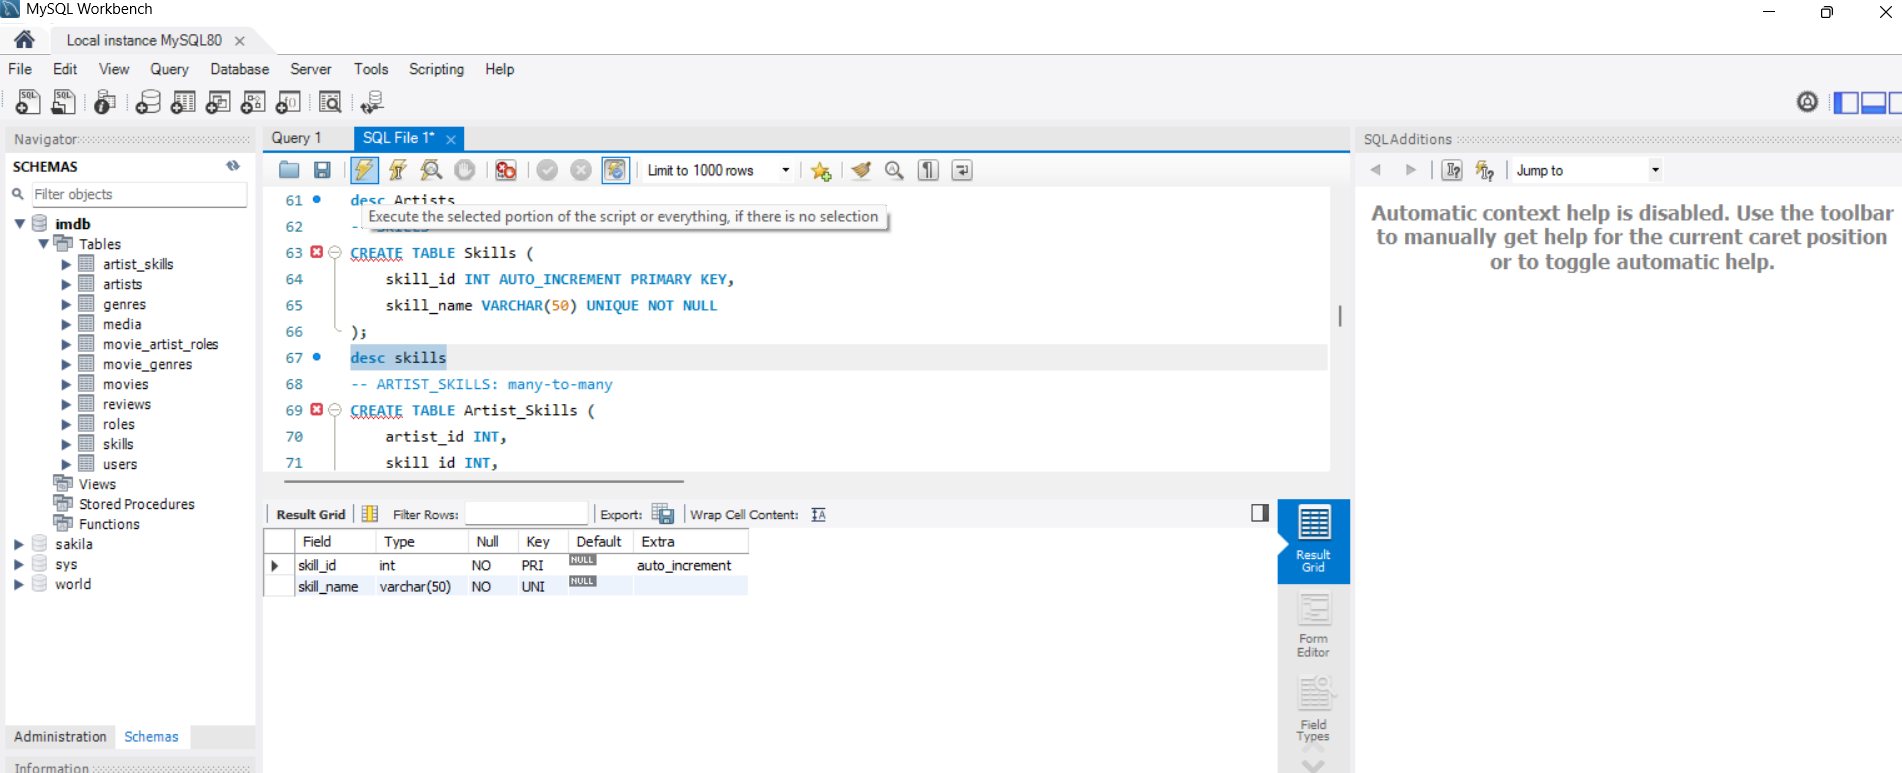 MySQL Workbench
Local instance MySQL80
File Edit View Query Database Server Tools Scripting Help
Navigator
SCHEMAS
Filter objects
imdb
Tables
artist_skills
artists
genres
media
movie_artist_roles
movie_genres
movies
reviews
roles
skills
users
Views
Stored Procedures
Functions
sakila
sys
world
Administration Schemas
Information
Query 1
SQL File 1*
Limit to 1000 rows
61 desc Artists
Execute the selected portion of the script or everything, if there is no selection
62 -- SKILLS
63 CREATE TABLE Skills (
64 skill_id INT AUTO_INCREMENT PRIMARY KEY,
65 skill_name VARCHAR(50) UNIQUE NOT NULL
66 );
67 desc skills
68 -- ARTIST_SKILLS: many-to-many
69 CREATE TABLE Artist_Skills (
70 artist_id INT,
71 skill_id INT,
Result Grid Filter Rows: Export: Wrap Cell Content:
Field Type Null Key Default Extra
skill_id int NO PRI NULL auto_increment
skill_name varchar(50) NO UNI NULL
Result
Grid
Form
Editor
Field
Types
SQLAdditions
Jump to
Automatic context help is disabled. Use the toolbar
to manually get help for the current caret position
or to toggle automatic help.